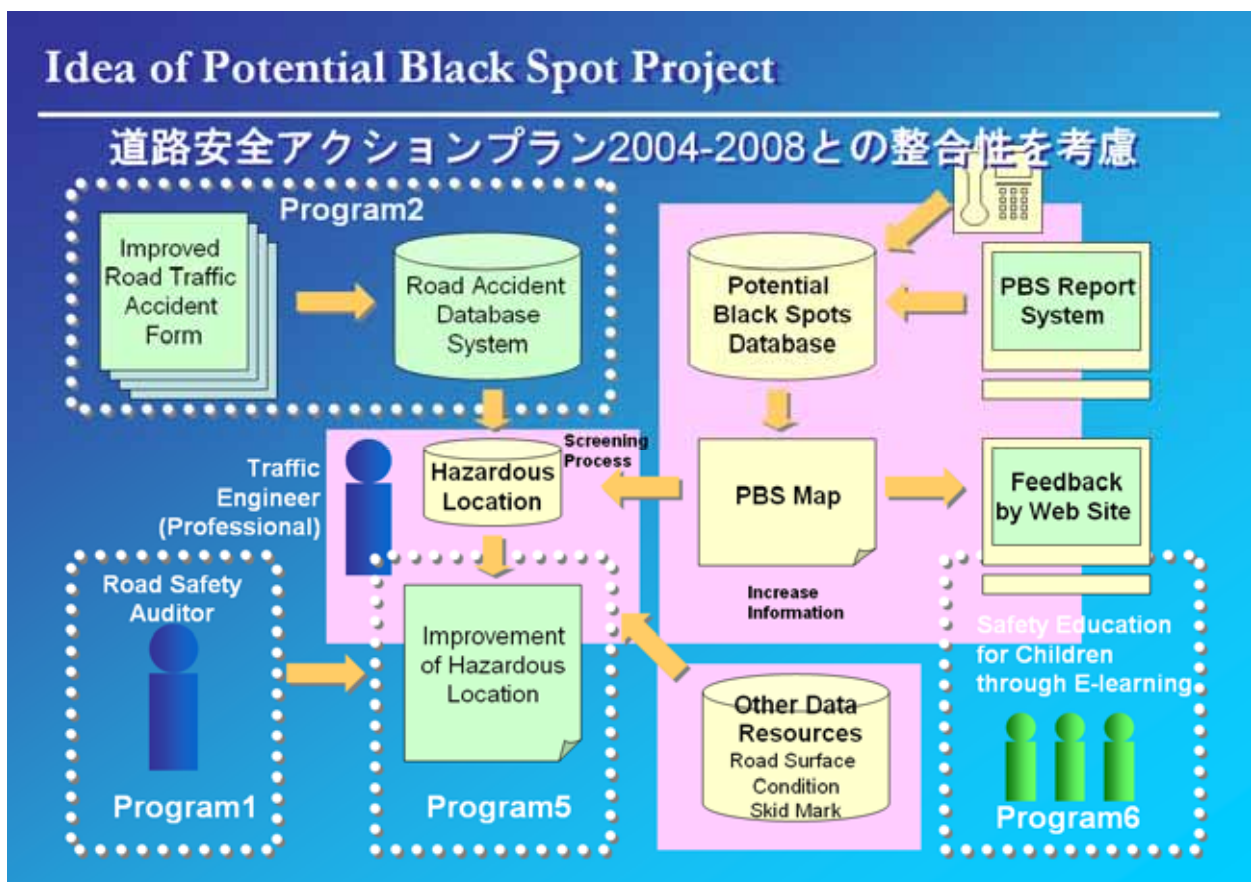 Idea of Potential Black Spot Project
道路安全アクションプラン2004-2008との整合性を考慮
Program2
Improved
Road Traffic
Accident
Form
Road Accident
Database
System
Potential
Black Spots
Database
PBS Report
System
Traffic
Engineer
(Professional)
Hazardous
Location
Screening
Process
PBS Map
Feedback
by Web Site
Increase
Information
Road Safety
Auditor
Program1
Improvement
of Hazardous
Location
Program5
Other Data
Resources
Road Surface
Condition
Skid Mark
Safety Education
for Children
through E-learning
Program6